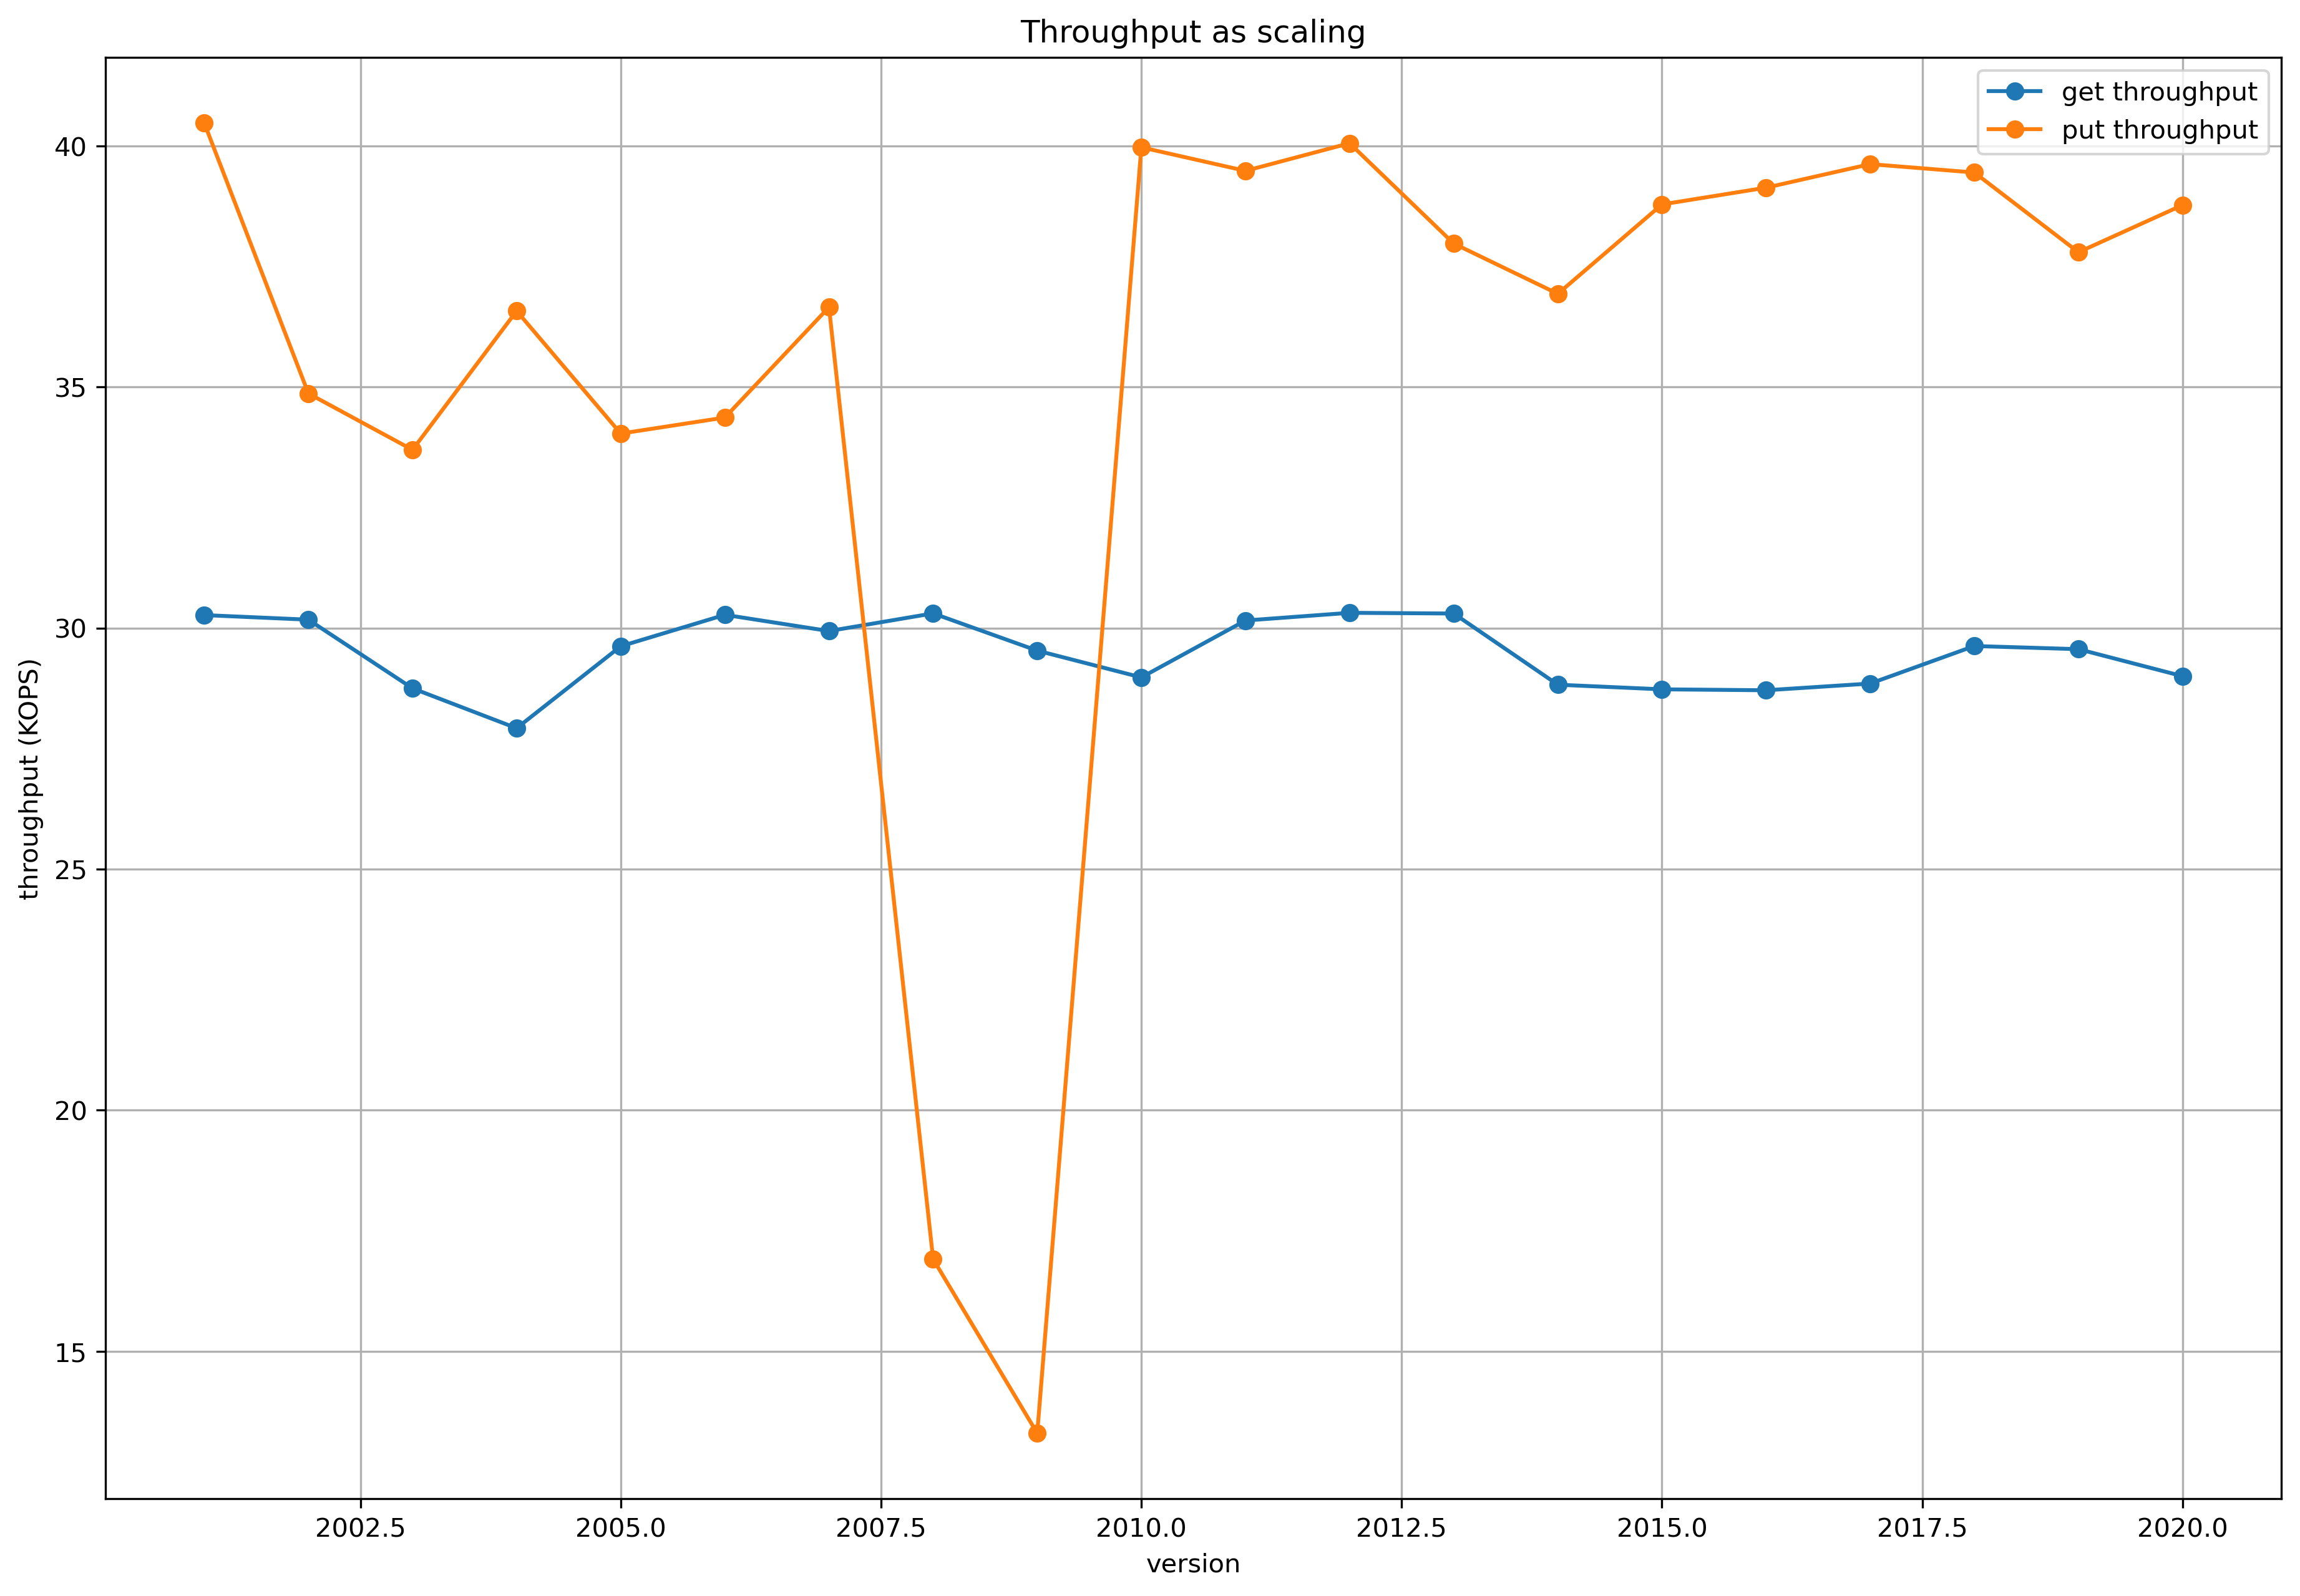 Throughput as scaling
get throughput
put throughput
40
35
30
25
20
15
throughput (KOPS)
2002.5 2005.0 2007.5 2010.0 2012.5 2015.0 2017.5 2020.0
version